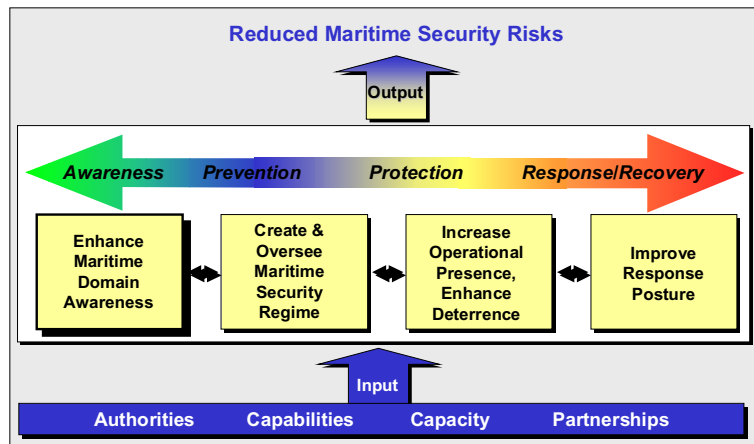 Reduced Maritime Security Risks
Output
Awareness Prevention Protection Response/Recovery
Enhance
Maritime
Domain
Awareness
Create &
Oversee
Maritime
Security
Regime
Increase
Operational
Presence,
Enhance
Deterrence
Improve
Response
Posture
Input
Authorities Capabilities Capacity Partnerships